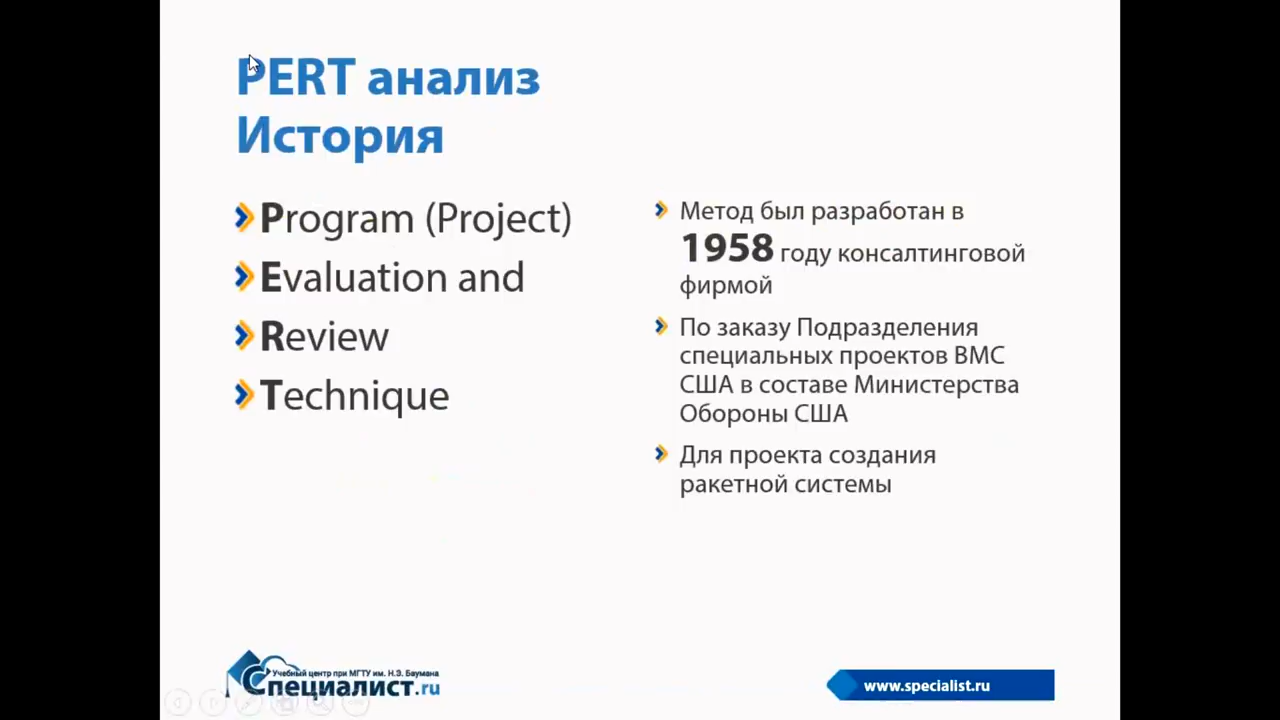 PERT анализ
История
Program (Project)
Evaluation and
Review
Technique
Метод был разработан в
1958 году консалтинговой
фирмой
По заказу Подразделения
специальных проектов ВМС
США в составе Министерства
Обороны США
Для проекта создания
ракетной системы
Учебный центр при МГТУ им. Н.Э. Баумана
Специалист.ru
www.specialist.ru